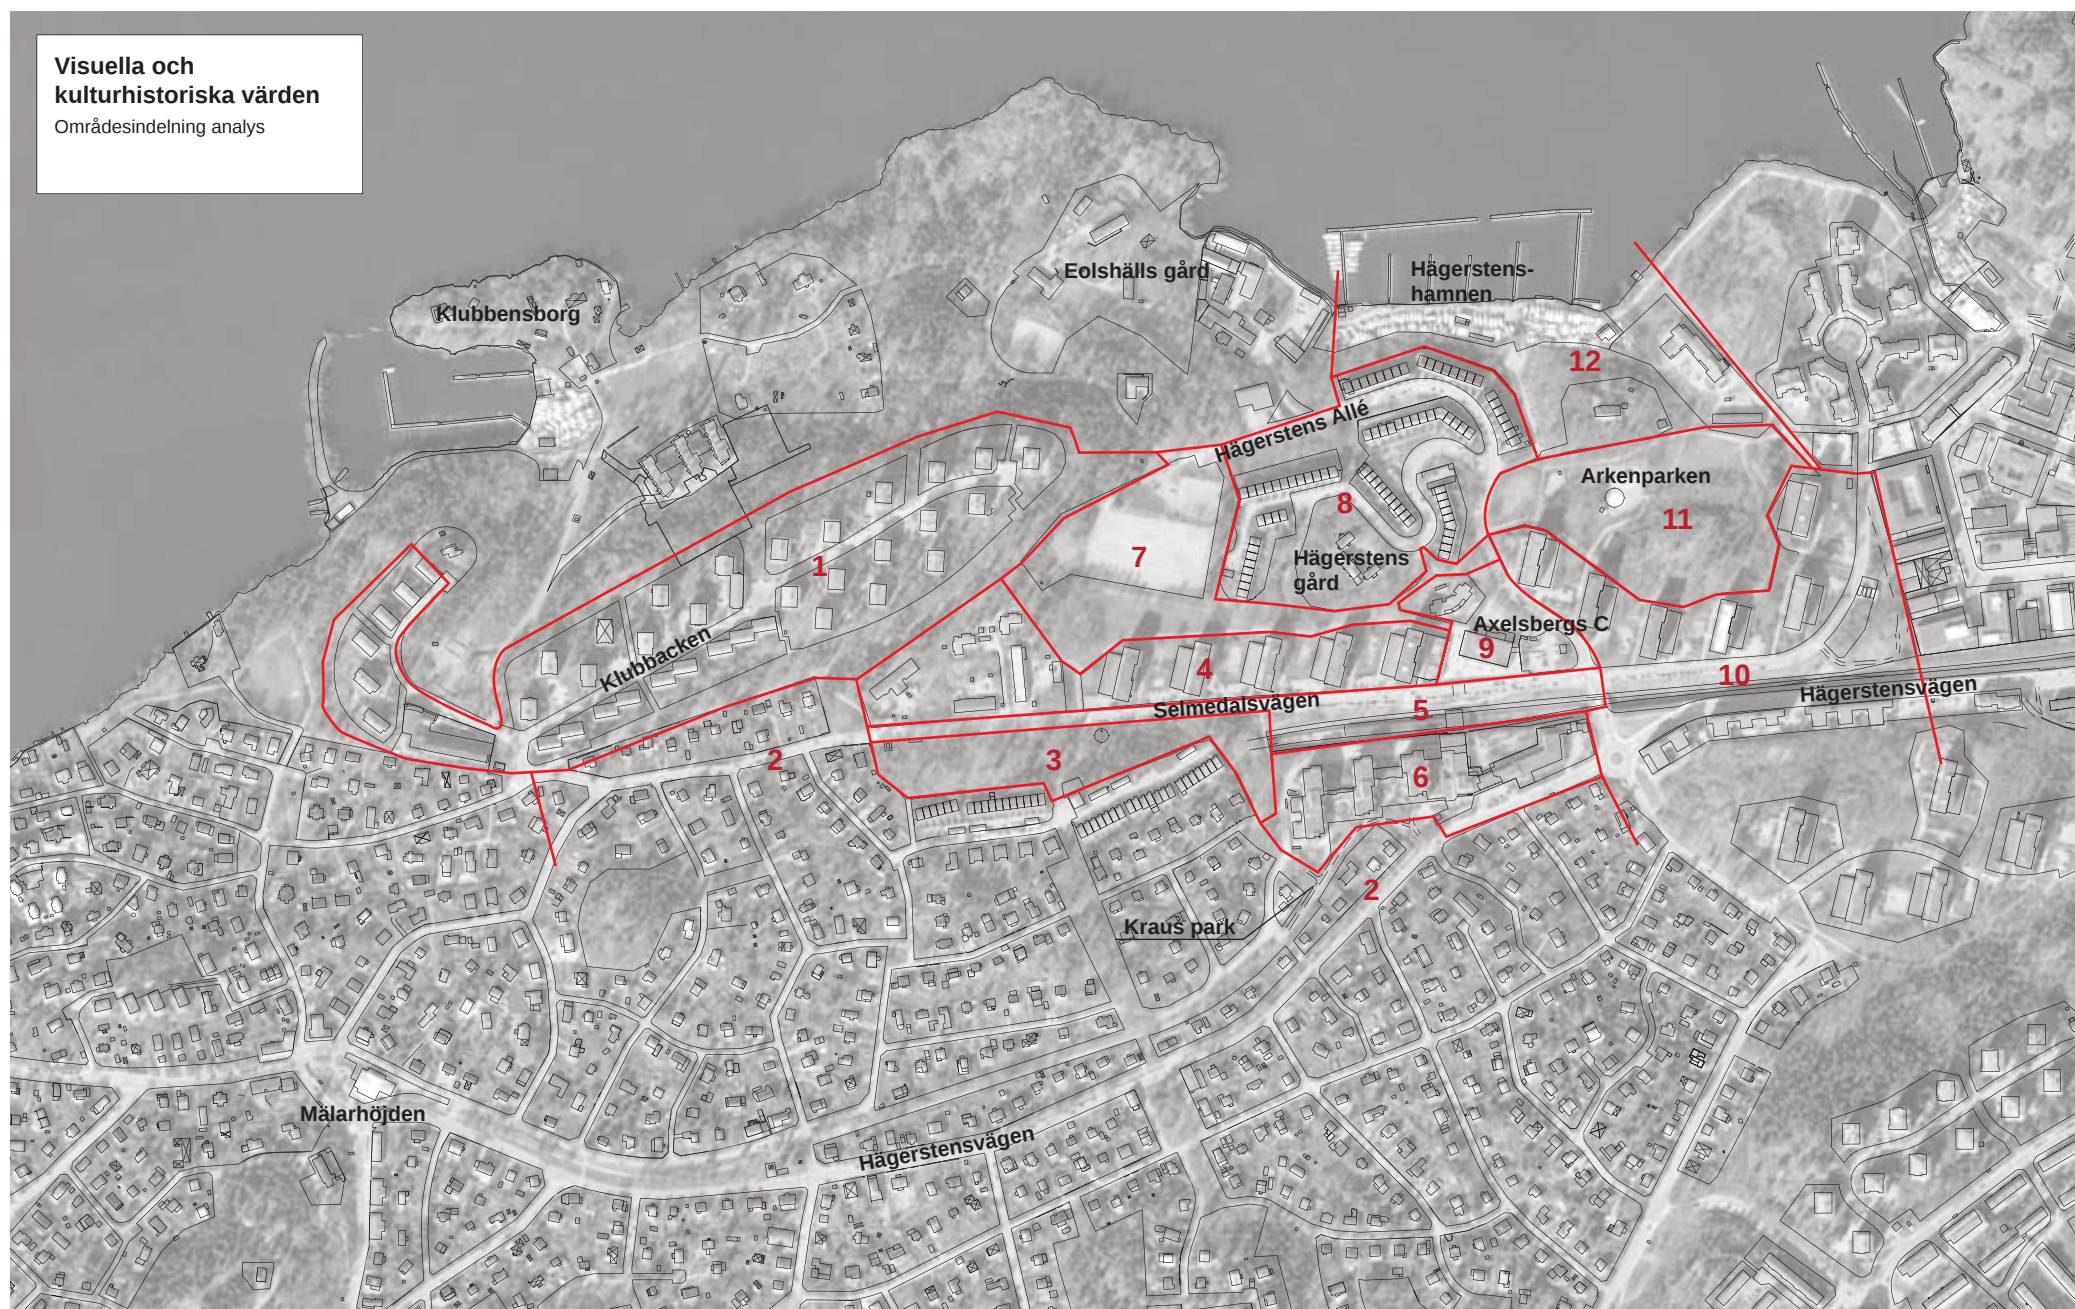 Visuella och
kulturhistoriska värden
Områdesindelning analys
Eolshälls gård
Hägerstens-
hamnen
Klubbensborg
12
Hägerstens Allé
Arkenparken
8
11
7
1
Hägerstens
gård
Axelsbergs C
9
Klubbacken
4
10
Selmedalsvägen
5
Hägerstensvägen
2
3
6
2
Kraus park
Mälarhöjden
Hägerstensvägen